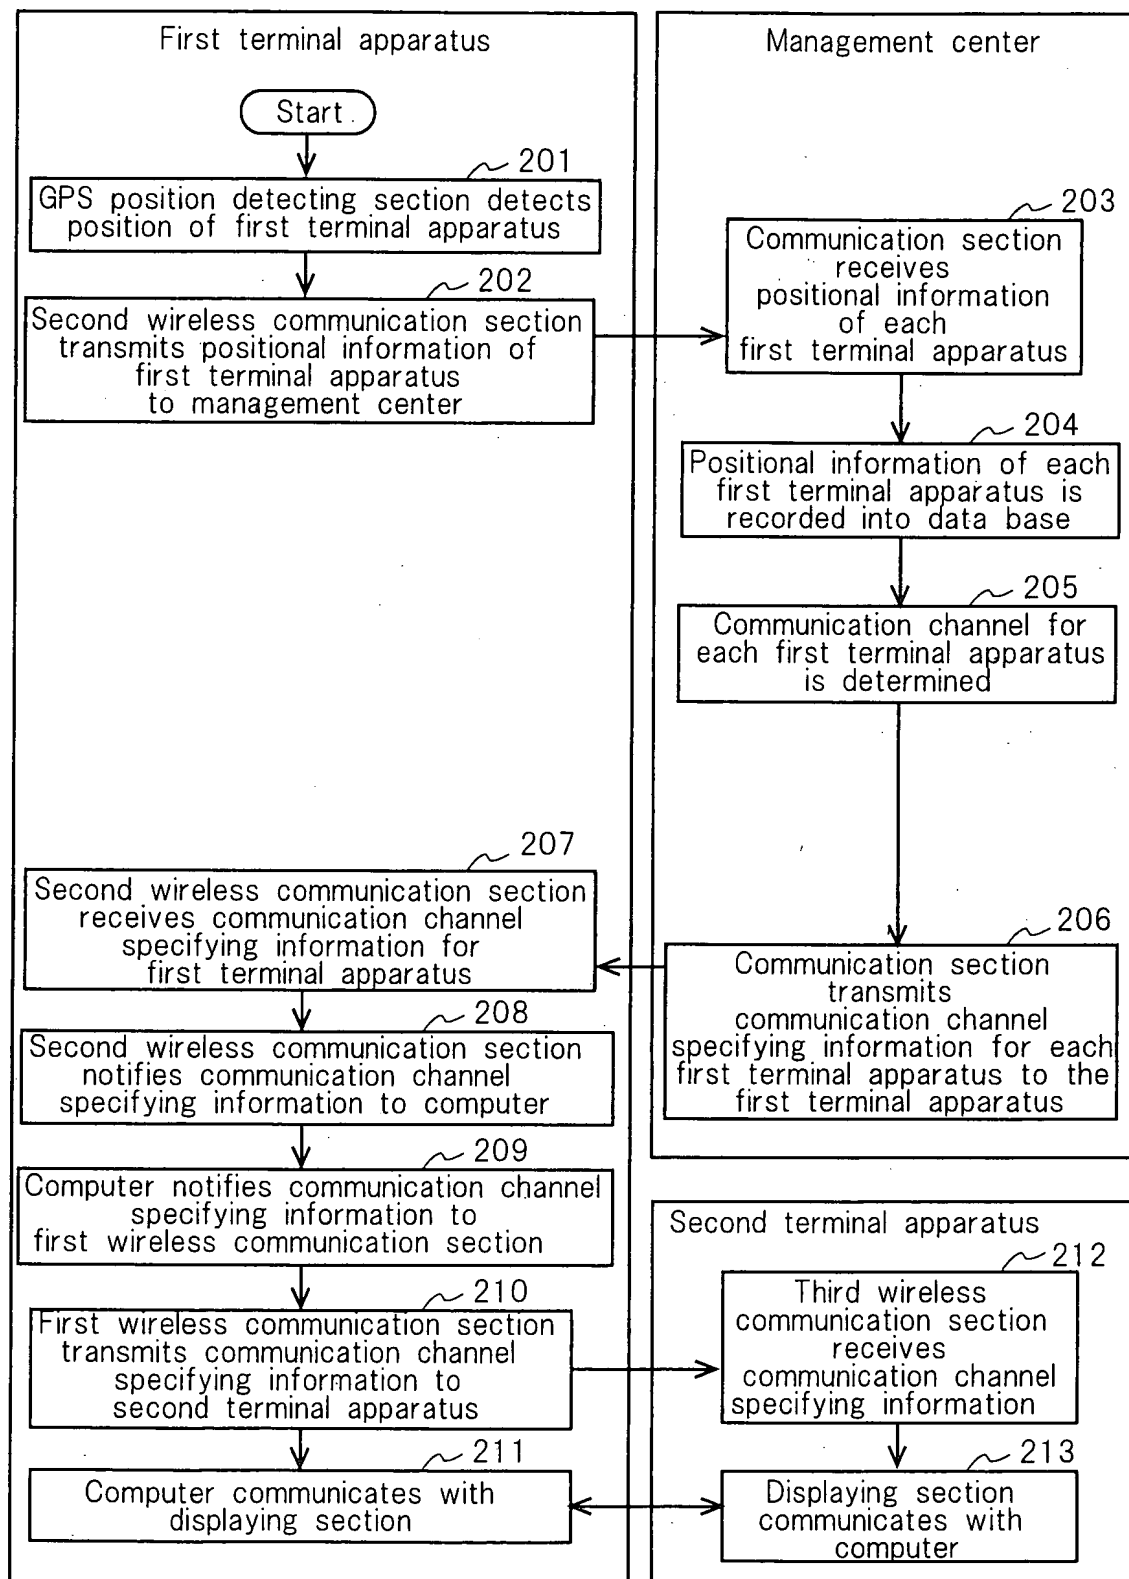 First terminal apparatus
Start
201
GPS position detecting section detects
position of first terminal apparatus
202
Second wireless communication section
transmits positional information of
first terminal apparatus
to management center
Management center
203
Communication section
receives
positional information
of each
first terminal apparatus
204
Positional information of each
first terminal apparatus is
recorded into data base
205
Communication channel for
each first terminal apparatus
is determined
206
Communication section
transmits
communication channel
specifying information for each
first terminal apparatus to the
first terminal apparatus
207
Second wireless communication section
receives communication channel
specifying information for
first terminal apparatus
208
Second wireless communication section
notifies communication channel
specifying information to computer
209
Computer notifies communication channel
specifying information to
first wireless communication section
210
First wireless communication section
transmits communication channel
specifying information to
second terminal apparatus
211
Computer communicates with
displaying section
Second terminal apparatus
212
Third wireless
communication section
receives
communication channel
specifying information
213
Displaying section
communicates with
computer